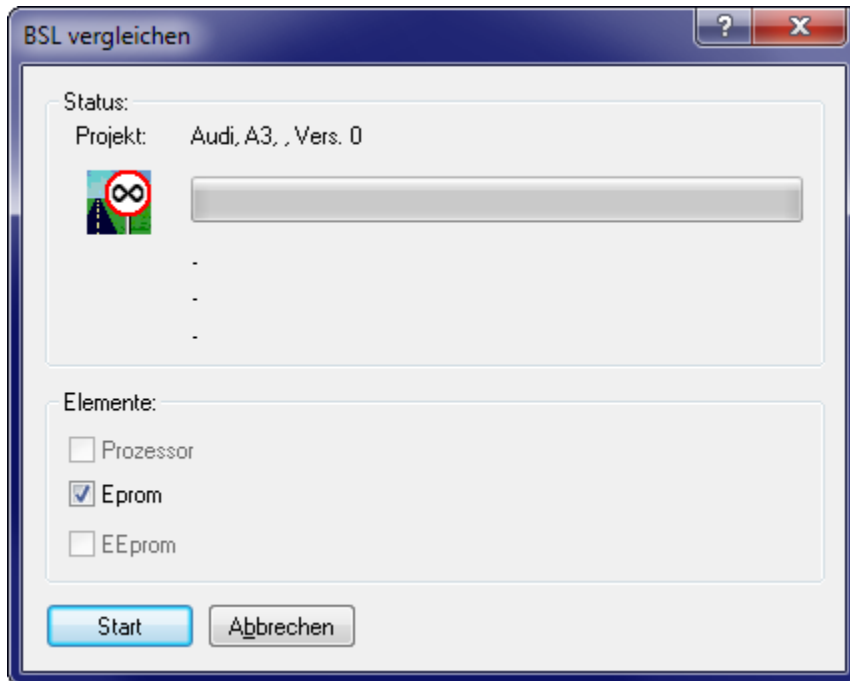 BSL vergleichen
Status:
Projekt: Audi, A3, , Vers. 0
-
-
-
Elemente:
Prozessor
Eprom
EEprom
Start Abbrechen